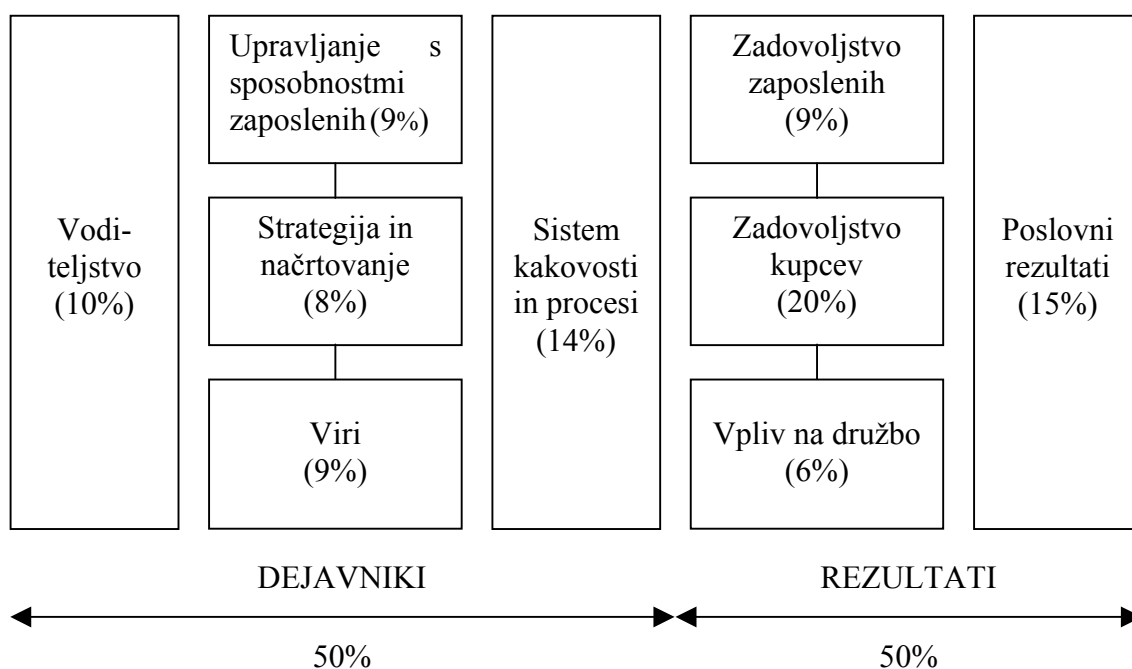 Vodi-
teljstvo
(10%)
Upravljanje s
sposobnostmi
zaposlenih (9%)
Strategija in
načrtovanje
(8%)
Viri
(9%)
Sistem
kakovosti
in procesi
(14%)
Zadovoljstvo
zaposlenih
(9%)
Zadovoljstvo
kupcev
(20%)
Vpliv na družbo
(6%)
Poslovni
rezultati
(15%)
DEJAVNIKI
REZULTATI
50%
50%